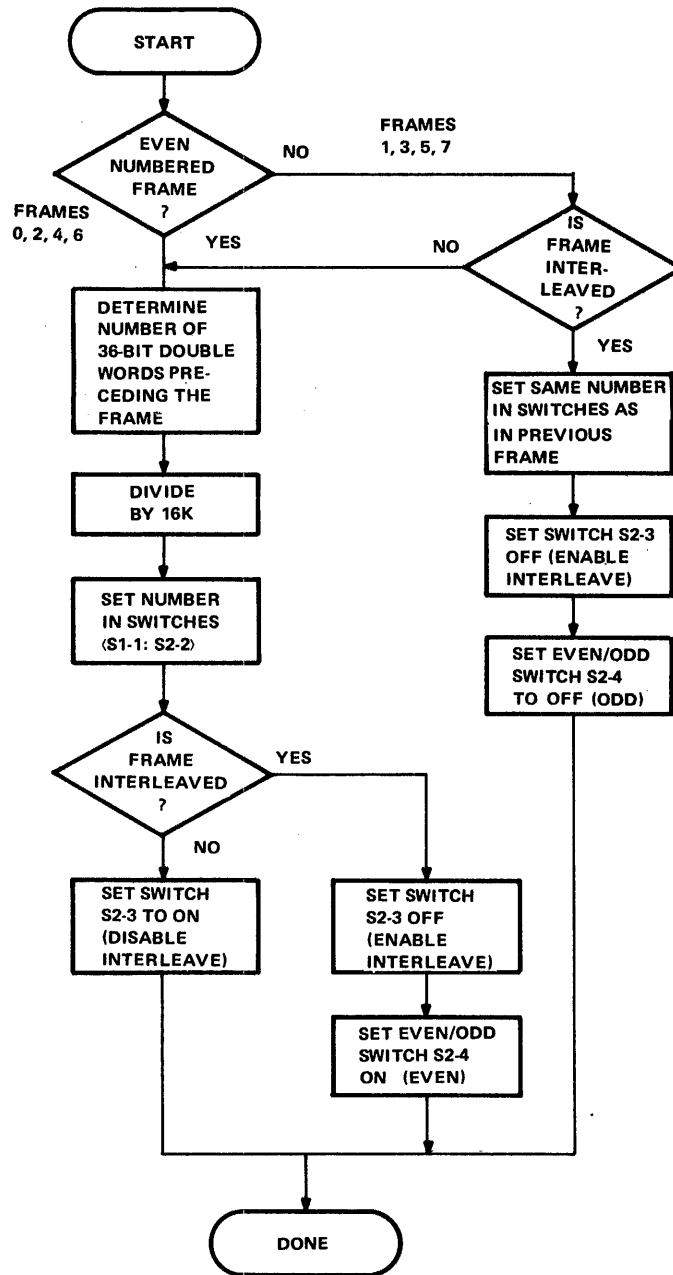 START
EVEN
NUMBERED
FRAME
?
NO
FRAMES
1, 3, 5, 7
FRAMES
0, 2, 4, 6
YES
IS
FRAME
INTER-
LEAVED
?
NO
YES
DETERMINE
NUMBER OF
36-BIT DOUBLE
WORDS PRE-
CEDING THE
FRAME
SET SAME NUMBER
IN SWITCHES AS
IN PREVIOUS
FRAME
DIVIDE
BY 16K
SET SWITCH S2-3
OFF (ENABLE
INTERLEAVE)
SET NUMBER
IN SWITCHES
⟨S1-1: S2-2⟩
SET EVEN/ODD
SWITCH S2-4
TO OFF (ODD)
IS
FRAME
INTERLEAVED
?
YES
NO
SET SWITCH
S2-3 TO ON
(DISABLE
INTERLEAVE)
SET SWITCH
S2-3 OFF
(ENABLE
INTERLEAVE)
SET EVEN/ODD
SWITCH S2-4
ON (EVEN)
DONE